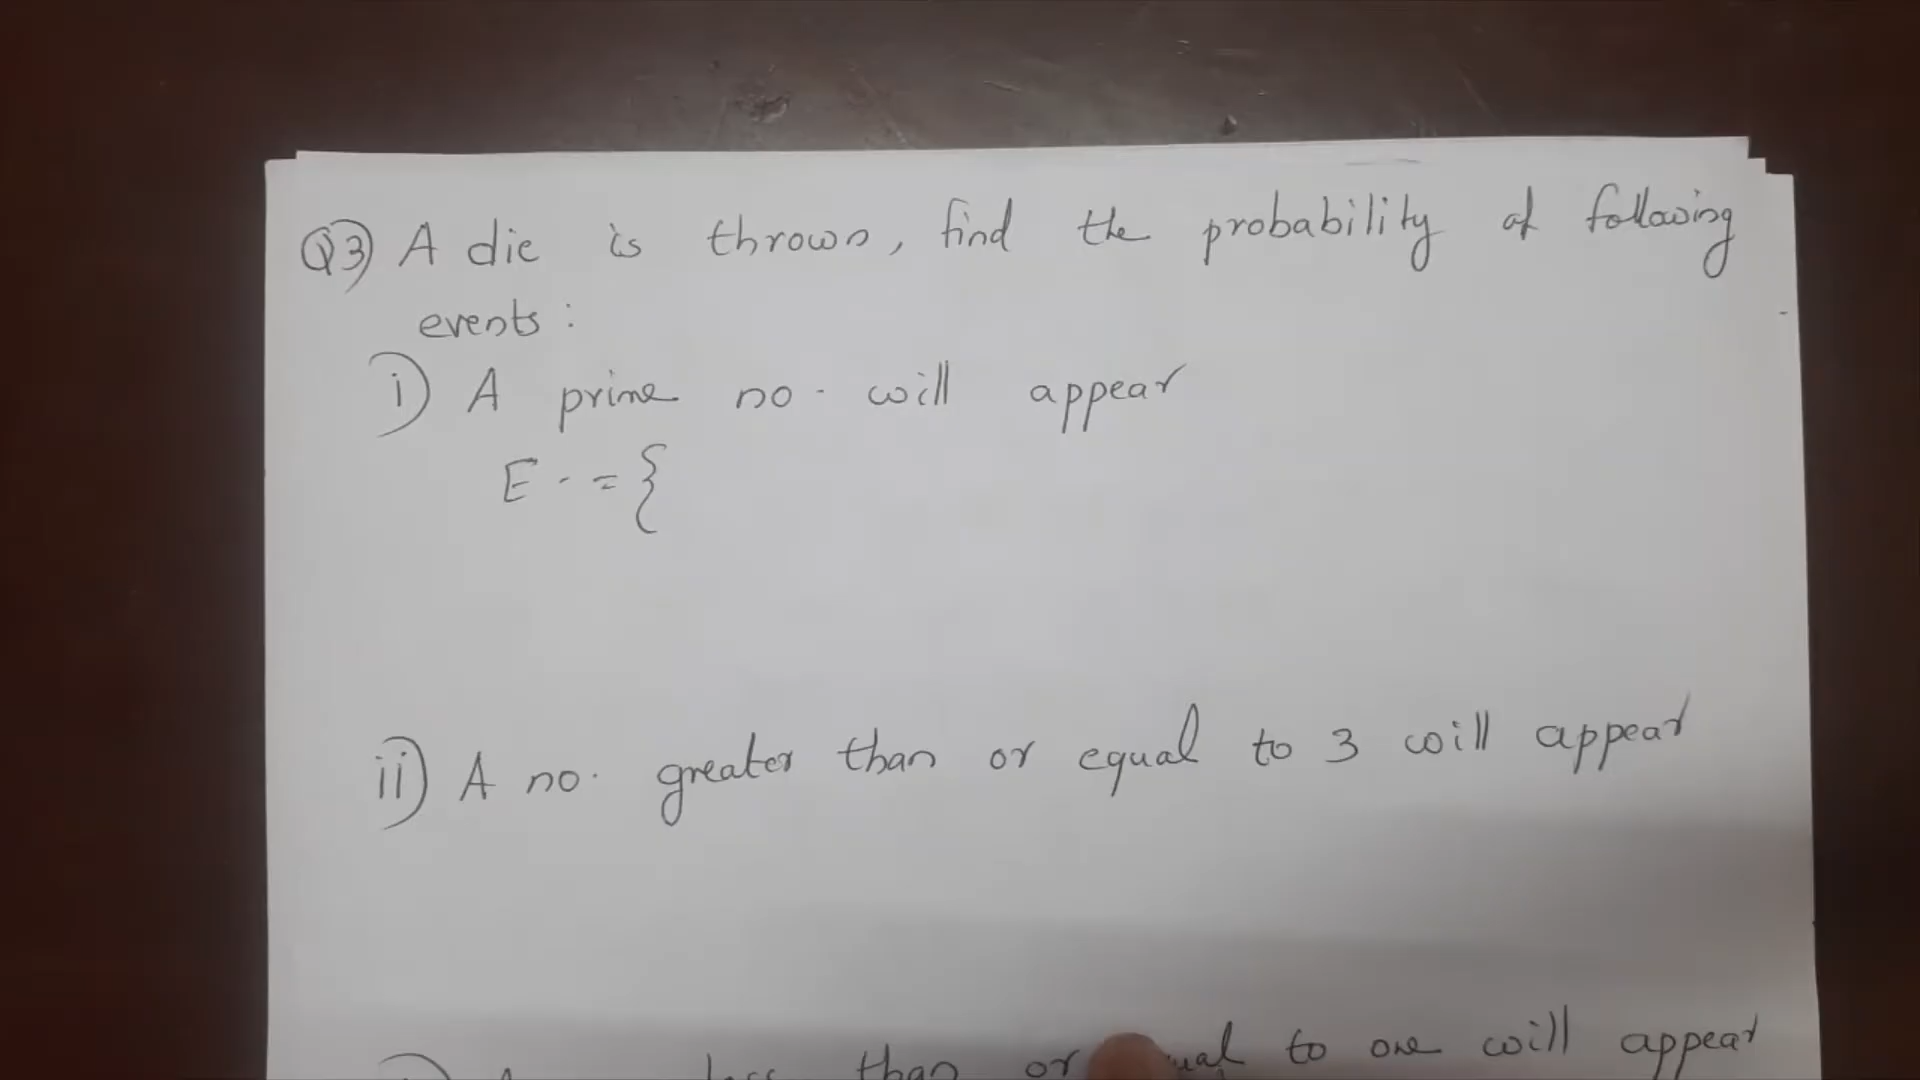 Q3) A die is thrown, find the probability of following
events :
i) A prime no. will appear
E = {
ii) A no. greater than or equal to 3 will appear
than or to one will appear